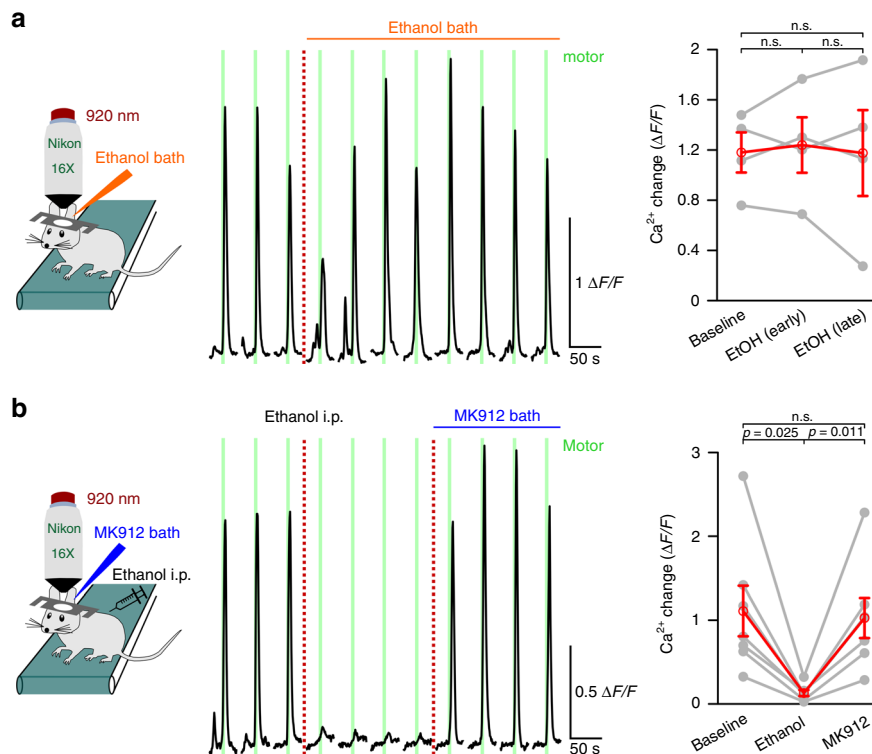 a
920 nm
Nikon
16X
Ethanol bath
Ethanol bath
motor
1 ΔF/F
50 s
n.s.
n.s.
n.s.
Ca²⁺ change (ΔF/F)
2
1.6
1.2
0.8
0.4
0
Baseline
EtOH (early)
EtOH (late)
b
920 nm
Nikon
16X
MK912 bath
Ethanol i.p.
Ethanol i.p.
MK912 bath
Motor
0.5 ΔF/F
50 s
n.s.
p = 0.025
p = 0.011
Ca²⁺ change (ΔF/F)
3
2
1
0
Baseline
Ethanol
MK912